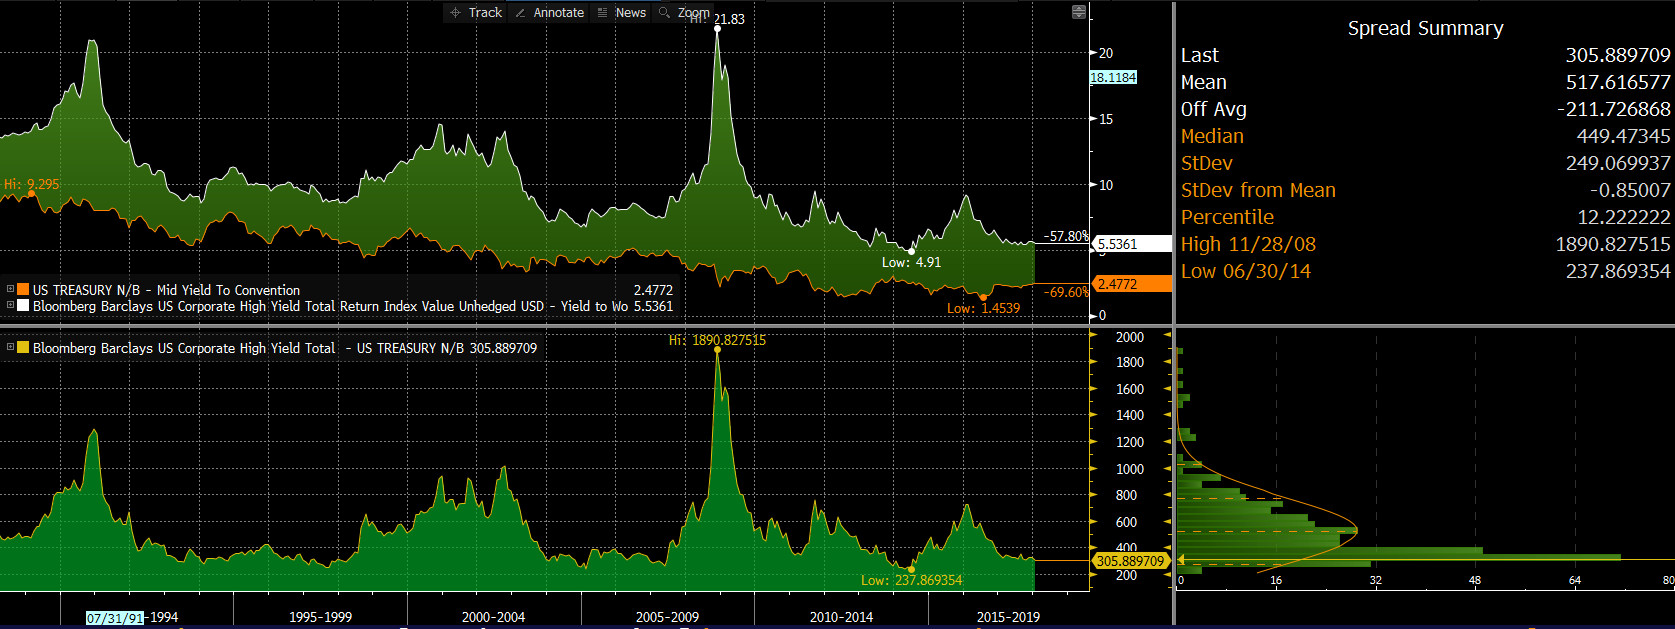 Track Annotate News Zoom
Hi: 21.83
20
18.1184
15
Hi: 9.295
10
-57.80%
5.5361
5
Low: 4.91
-69.60%
2.4772
Low: 1.4539
0
US TREASURY N/B - Mid Yield To Convention 2.4772
Bloomberg Barclays US Corporate High Yield Total Return Index Value Unhedged USD - Yield to Wo 5.5361
Bloomberg Barclays US Corporate High Yield Total - US TREASURY N/B 305.889709
Hi: 1890.827515
2000
1800
1600
1400
1200
1000
800
600
400
305.889709
200
Low: 237.869354
07/31/91-1994 1995-1999 2000-2004 2005-2009 2010-2014 2015-2019
Spread Summary
Last 305.889709
Mean 517.616577
Off Avg -211.726868
Median 449.47345
StDev 249.069937
StDev from Mean -0.85007
Percentile 12.222222
High 11/28/08 1890.827515
Low 06/30/14 237.869354
0 16 32 48 64 80